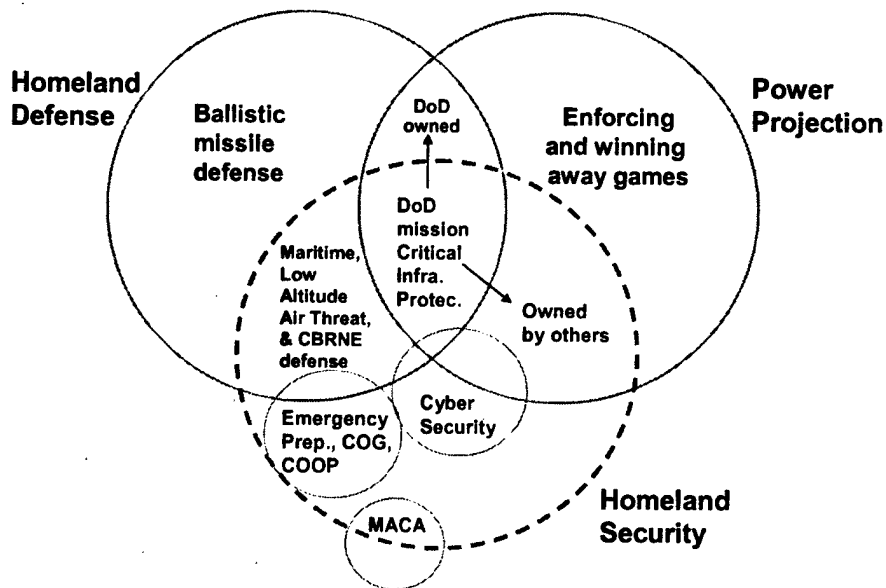 Homeland
Defense
Ballistic
missile
defense
DoD
owned
Enforcing
and winning
away games
Power
Projection
DoD
mission
Critical
Infra.
Protec.
Maritime,
Low
Altitude
Air Threat,
& CBRNE
defense
Owned
by others
Emergency
Prep., COG,
COOP
Cyber
Security
MACA
Homeland
Security